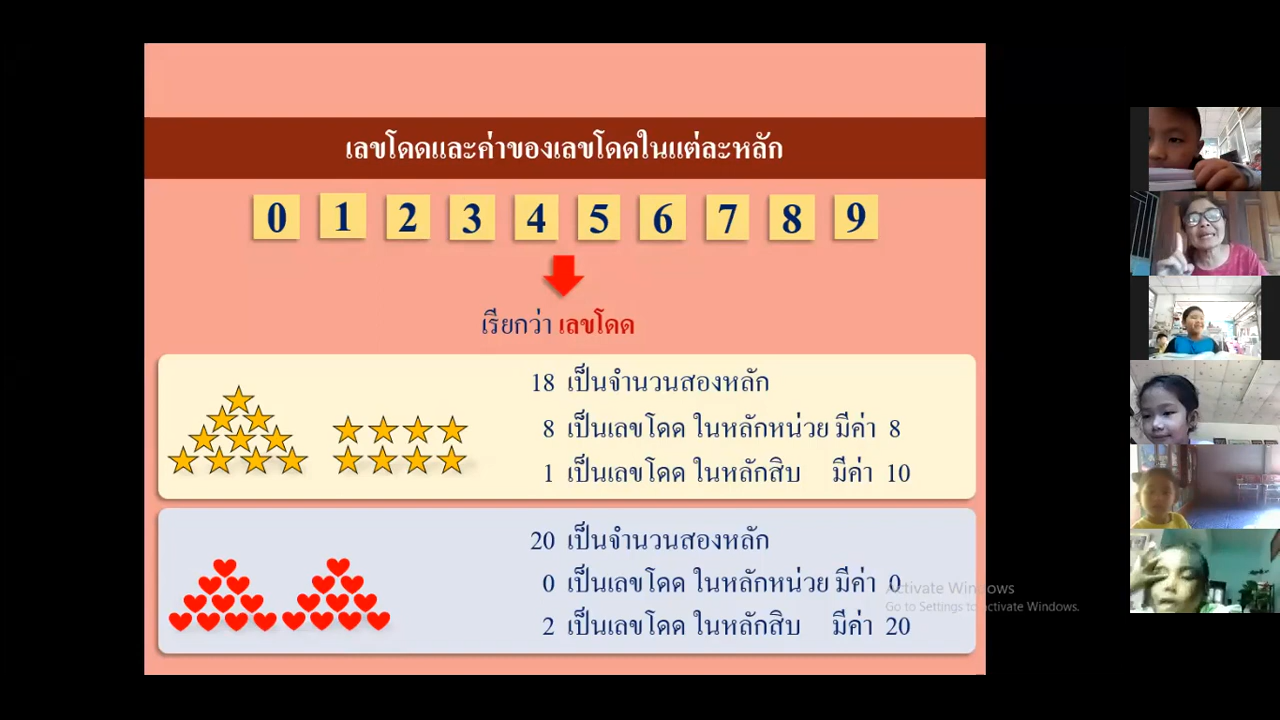 เลขโดดและค่าของเลขโดดในแต่ละหลัก
0 1 2 3 4 5 6 7 8 9
เรียกว่า เลขโดด
18 เป็นจำนวนสองหลัก
8 เป็นเลขโดด ในหลักหน่วย มีค่า 8
1 เป็นเลขโดด ในหลักสิบ มีค่า 10
20 เป็นจำนวนสองหลัก
0 เป็นเลขโดด ในหลักหน่วย มีค่า 0
2 เป็นเลขโดด ในหลักสิบ มีค่า 20
Activate Windows
Go to Settings to activate Windows.